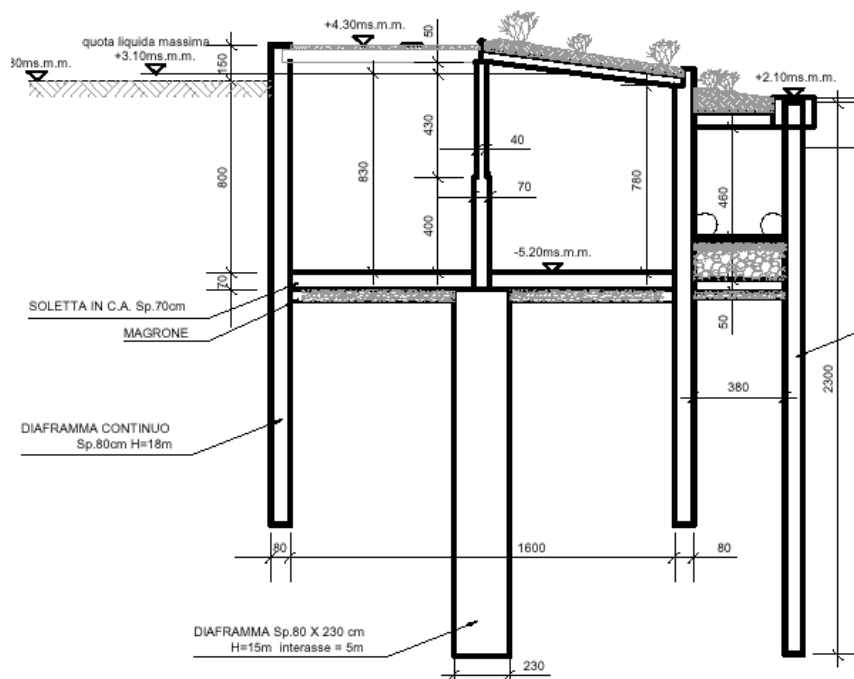 +4.30ms.m.m.
50
quota liquida massima
+3.10ms.m.m.
80ms.m.m.
150
+2.10ms.m.m.
430
40
830
780
800
70
460
400
-5.20ms.m.m.
70
SOLETTA IN C.A. Sp.70cm
MAGRONE
50
380
2300
DIAFRAMMA CONTINUO
Sp.80cm H=18m
80
1600
80
DIAFRAMMA Sp.80 X 230 cm
H=15m interasse = 5m
230